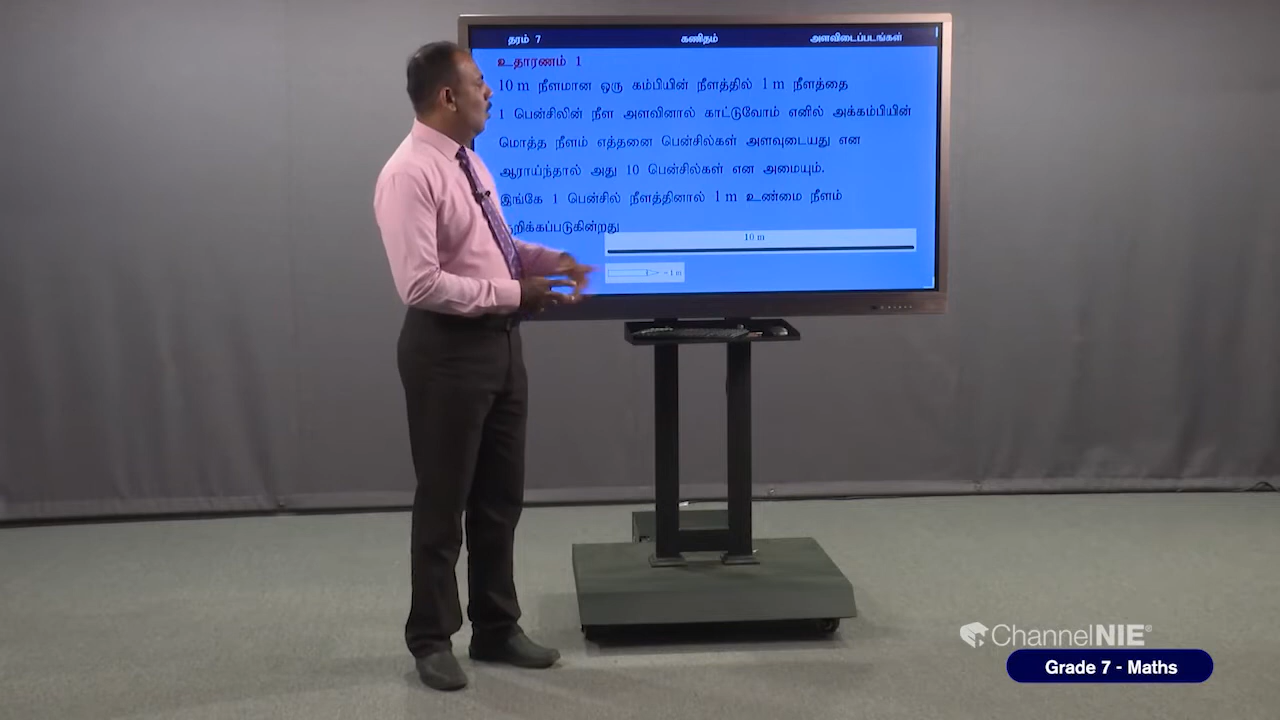 தரம் 7 கணிதம் அளவிடைப்படங்கள்
உதாரணம் 1
10 m நீளமான ஒரு கம்பியின் நீளத்தில் 1 m நீளத்தை
1 பென்சிலின் நீள அளவினால் காட்டுவோம் எனில் அக்கம்பியின்
மொத்த நீளம் எத்தனை பென்சில்கள் அளவுடையது என
ஆராய்ந்தால் அது 10 பென்சில்கள் என அமையும்.
இங்கே 1 பென்சில் நீளத்தினால் 1 m உண்மை நீளம்
குறிக்கப்படுகின்றது
10 m
= 1 m
ChannelNIE®
Grade 7 - Maths